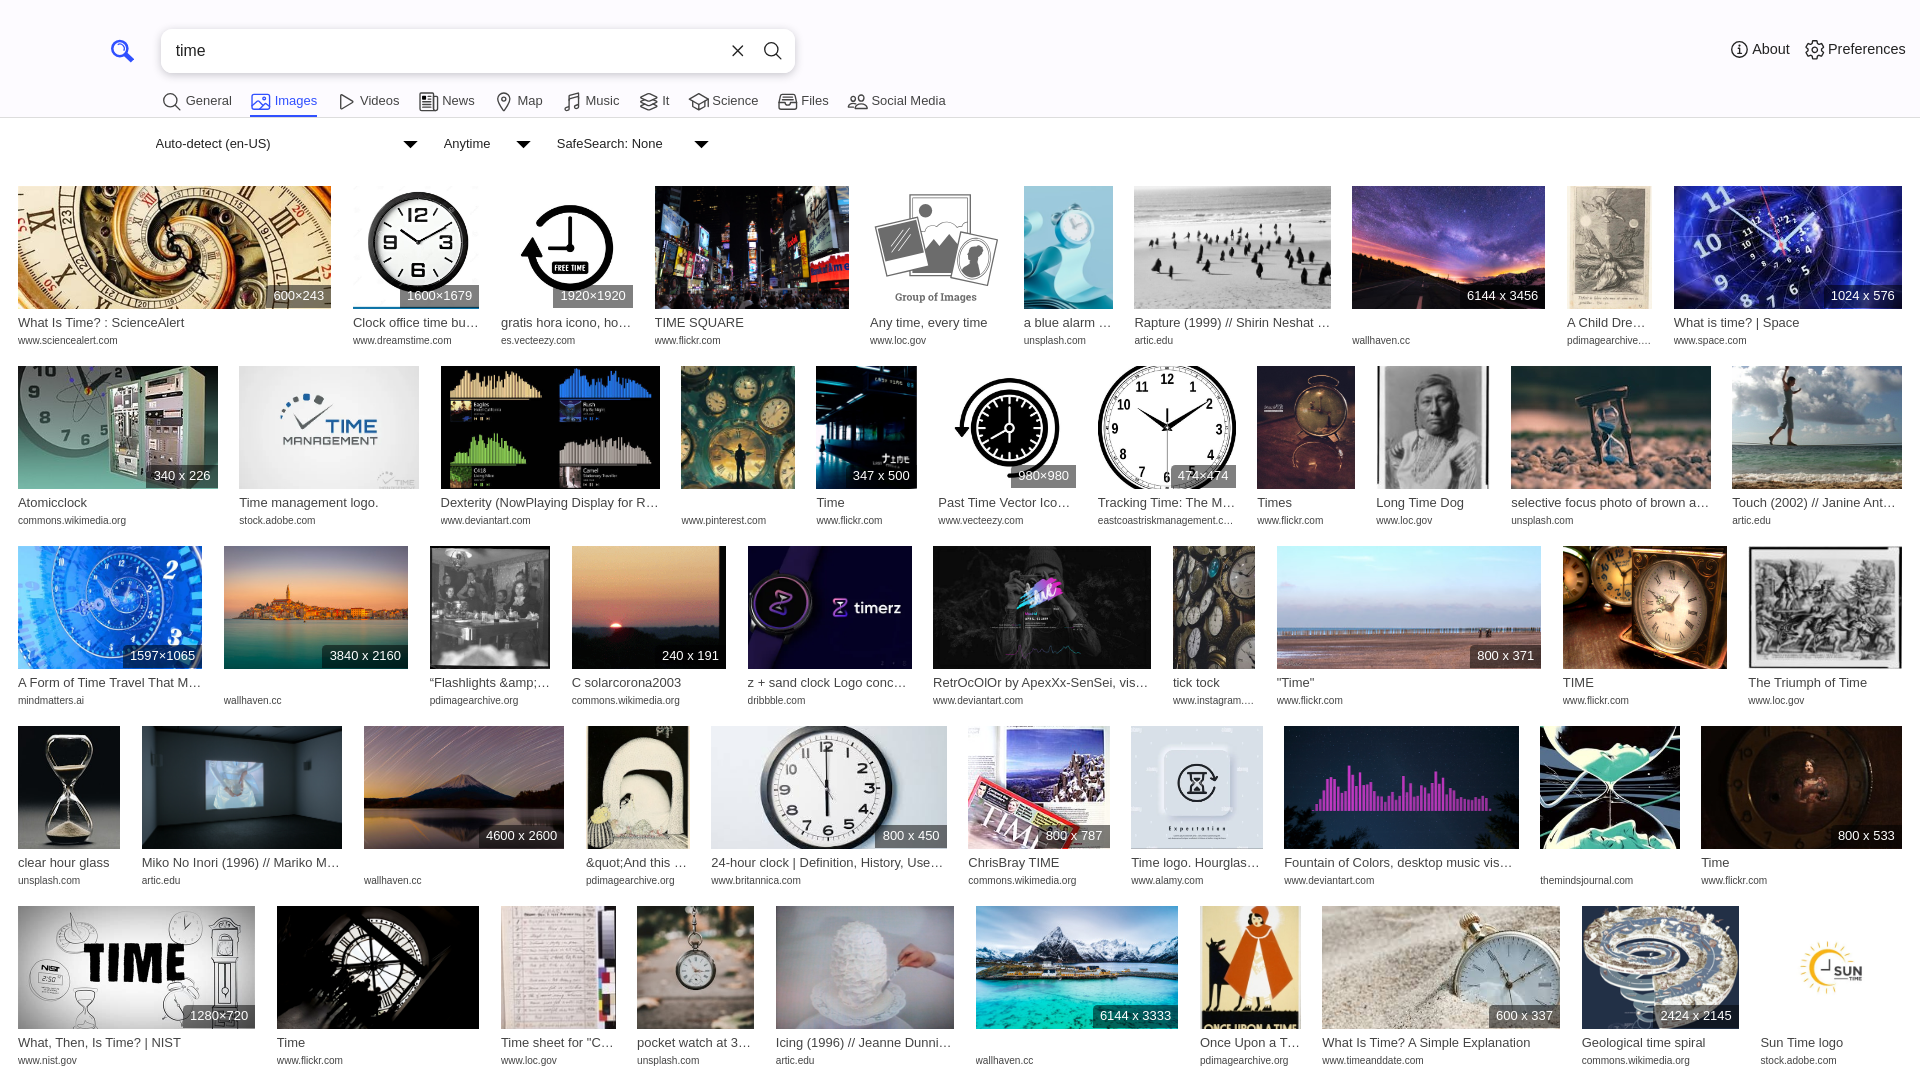 time
About
Preferences
General
Images
Videos
News
Map
Music
It
Science
Files
Social Media
Auto-detect (en-US)
Anytime
SafeSearch: None
600×243
What Is Time? : ScienceAlert
www.sciencealert.com
1600×1679
Clock office time bu…
www.dreamstime.com
FREE TIME
1920×1920
gratis hora icono, ho…
es.vecteezy.com
TIME SQUARE
www.flickr.com
Group of Images
Any time, every time
www.loc.gov
a blue alarm …
unsplash.com
Rapture (1999) // Shirin Neshat …
artic.edu
6144 x 3456
wallhaven.cc
A Child Dre…
pdimagearchive.…
1024 x 576
What is time? | Space
www.space.com
340 x 226
Atomicclock
commons.wikimedia.org
TIME
MANAGEMENT
Time management logo.
stock.adobe.com
Dexterity (NowPlaying Display for R…
www.deviantart.com
www.pinterest.com
347 x 500
Time
www.flickr.com
980×980
Past Time Vector Ico…
www.vecteezy.com
474×474
Tracking Time: The M…
eastcoastriskmanagement.c…
Times
www.flickr.com
Long Time Dog
www.loc.gov
selective focus photo of brown a…
unsplash.com
Touch (2002) // Janine Ant…
artic.edu
1597×1065
A Form of Time Travel That M…
mindmatters.ai
3840 x 2160
wallhaven.cc
“Flashlights &amp;…
pdimagearchive.org
240 x 191
C solarcorona2003
commons.wikimedia.org
timerz
z + sand clock Logo conc…
dribbble.com
RetrOcOlOr by ApexXx-SenSei, vis…
www.deviantart.com
tick tock
www.instagram.…
800 x 371
"Time"
www.flickr.com
TIME
www.flickr.com
The Triumph of Time
www.loc.gov
clear hour glass
unsplash.com
Miko No Inori (1996) // Mariko M…
artic.edu
4600 x 2600
wallhaven.cc
&quot;And this …
pdimagearchive.org
800 x 450
24-hour clock | Definition, History, Use…
www.britannica.com
800 x 787
ChrisBray TIME
commons.wikimedia.org
Expectation
Time logo. Hourglas…
www.alamy.com
Fountain of Colors, desktop music vis…
www.deviantart.com
themindsjournal.com
800 x 533
Time
www.flickr.com
TIME
NIST
1280×720
What, Then, Is Time? | NIST
www.nist.gov
Time
www.flickr.com
Time sheet for "C…
www.loc.gov
pocket watch at 3…
unsplash.com
Icing (1996) // Jeanne Dunni…
artic.edu
6144 x 3333
wallhaven.cc
ONCE UPON A TIME
Once Upon a T…
pdimagearchive.org
600 x 337
What Is Time? A Simple Explanation
www.timeanddate.com
2424 x 2145
Geological time spiral
commons.wikimedia.org
SUN
TIME
Sun Time logo
stock.adobe.com